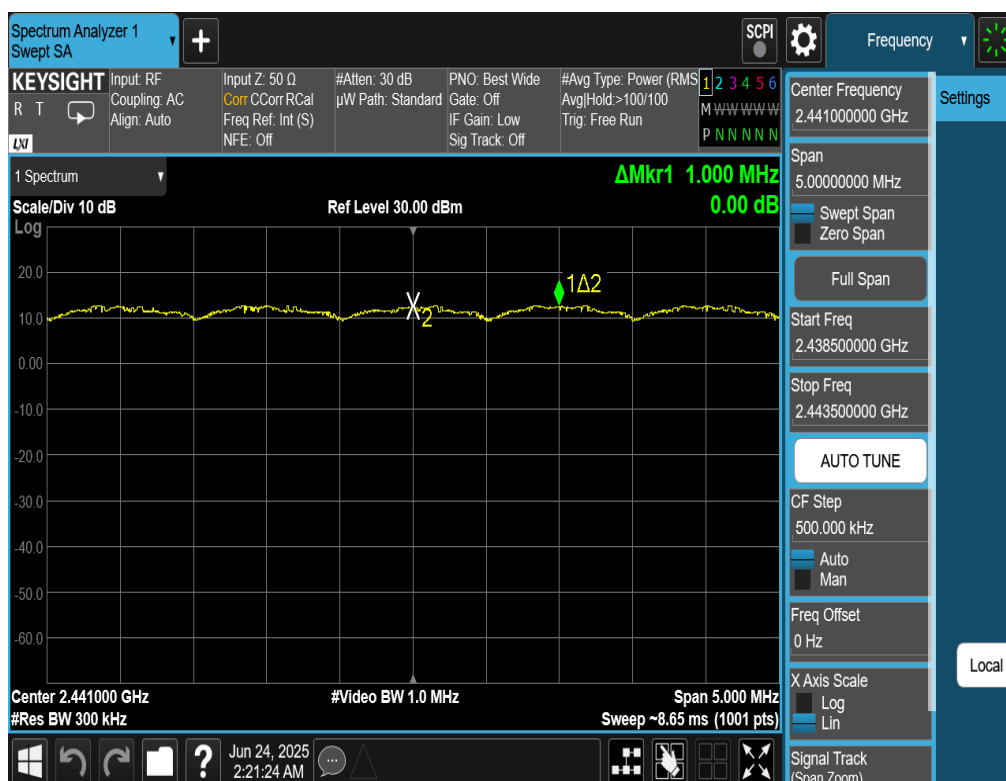 Spectrum Analyzer 1
Swept SA
+
SCPI
Frequency
KEYSIGHT
R T
LXI
Input: RF
Coupling: AC
Align: Auto
Input Z: 50 Ω
Corr CCorr RCal
Freq Ref: Int (S)
NFE: Off
#Atten: 30 dB
µW Path: Standard
PNO: Best Wide
Gate: Off
IF Gain: Low
Sig Track: Off
#Avg Type: Power (RMS
Avg|Hold:>100/100
Trig: Free Run
1 2 3 4 5 6
M W W W W W
P N N N N N
1 Spectrum
ΔMkr1 1.000 MHz
0.00 dB
Scale/Div 10 dB
Ref Level 30.00 dBm
Log
20.0
10.0
0.00
-10.0
-20.0
-30.0
-40.0
-50.0
-60.0
1Δ2
2
Center 2.441000 GHz
#Video BW 1.0 MHz
Span 5.000 MHz
#Res BW 300 kHz
Sweep ~8.65 ms (1001 pts)
Center Frequency
2.441000000 GHz
Span
5.00000000 MHz
Swept Span
Zero Span
Full Span
Start Freq
2.438500000 GHz
Stop Freq
2.443500000 GHz
AUTO TUNE
CF Step
500.000 kHz
Auto
Man
Freq Offset
0 Hz
X Axis Scale
Log
Lin
Signal Track
(Span Zoom)
Settings
Local
?
Jun 24, 2025
2:21:24 AM